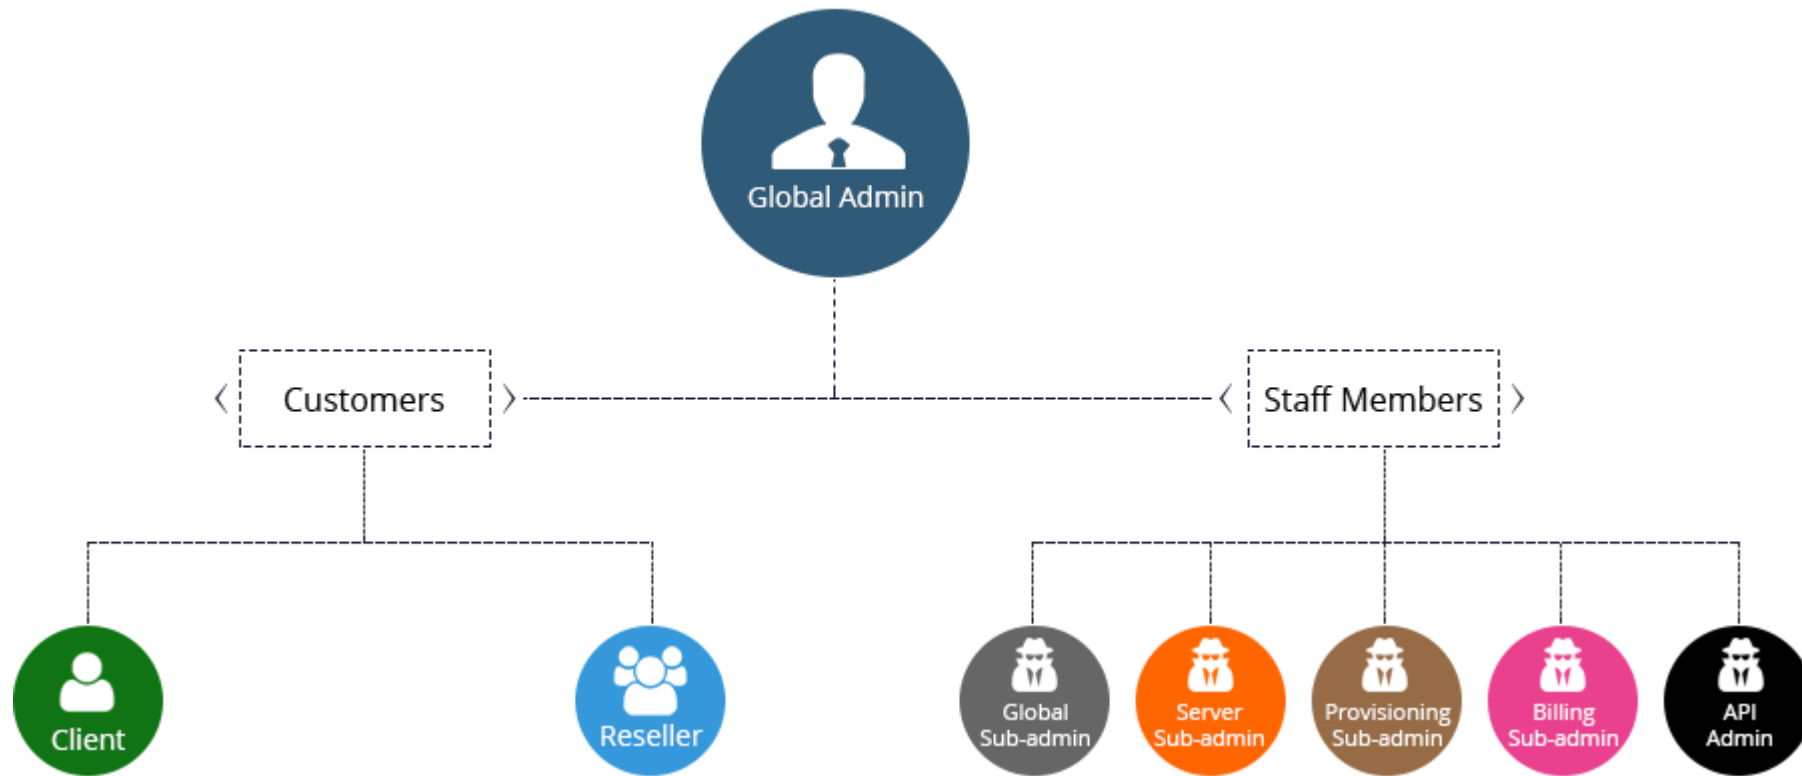 Global Admin
Customers
Staff Members
Client
Reseller
Global
Sub-admin
Server
Sub-admin
Provisioning
Sub-admin
Billing
Sub-admin
API
Admin